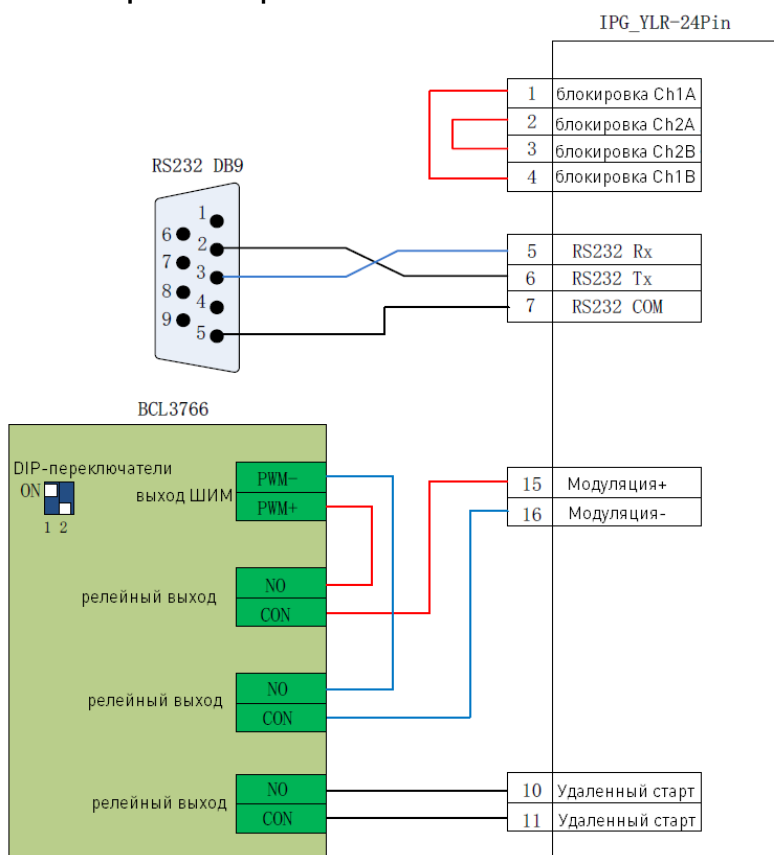 IPG_YLR-24Pin
1 блокировка Ch1A
2 блокировка Ch2A
3 блокировка Ch2B
4 блокировка Ch1B
RS232 DB9
1
6
2
7
3
8
4
9
5
5 RS232 Rx
6 RS232 Tx
7 RS232 COM
BCL3766
DIP-переключатели
ON
1 2
выход ШИМ
PWM-
PWM+
15 Модуляция+
16 Модуляция-
релейный выход
NO
CON
релейный выход
NO
CON
релейный выход
NO
CON
10 Удаленный старт
11 Удаленный старт